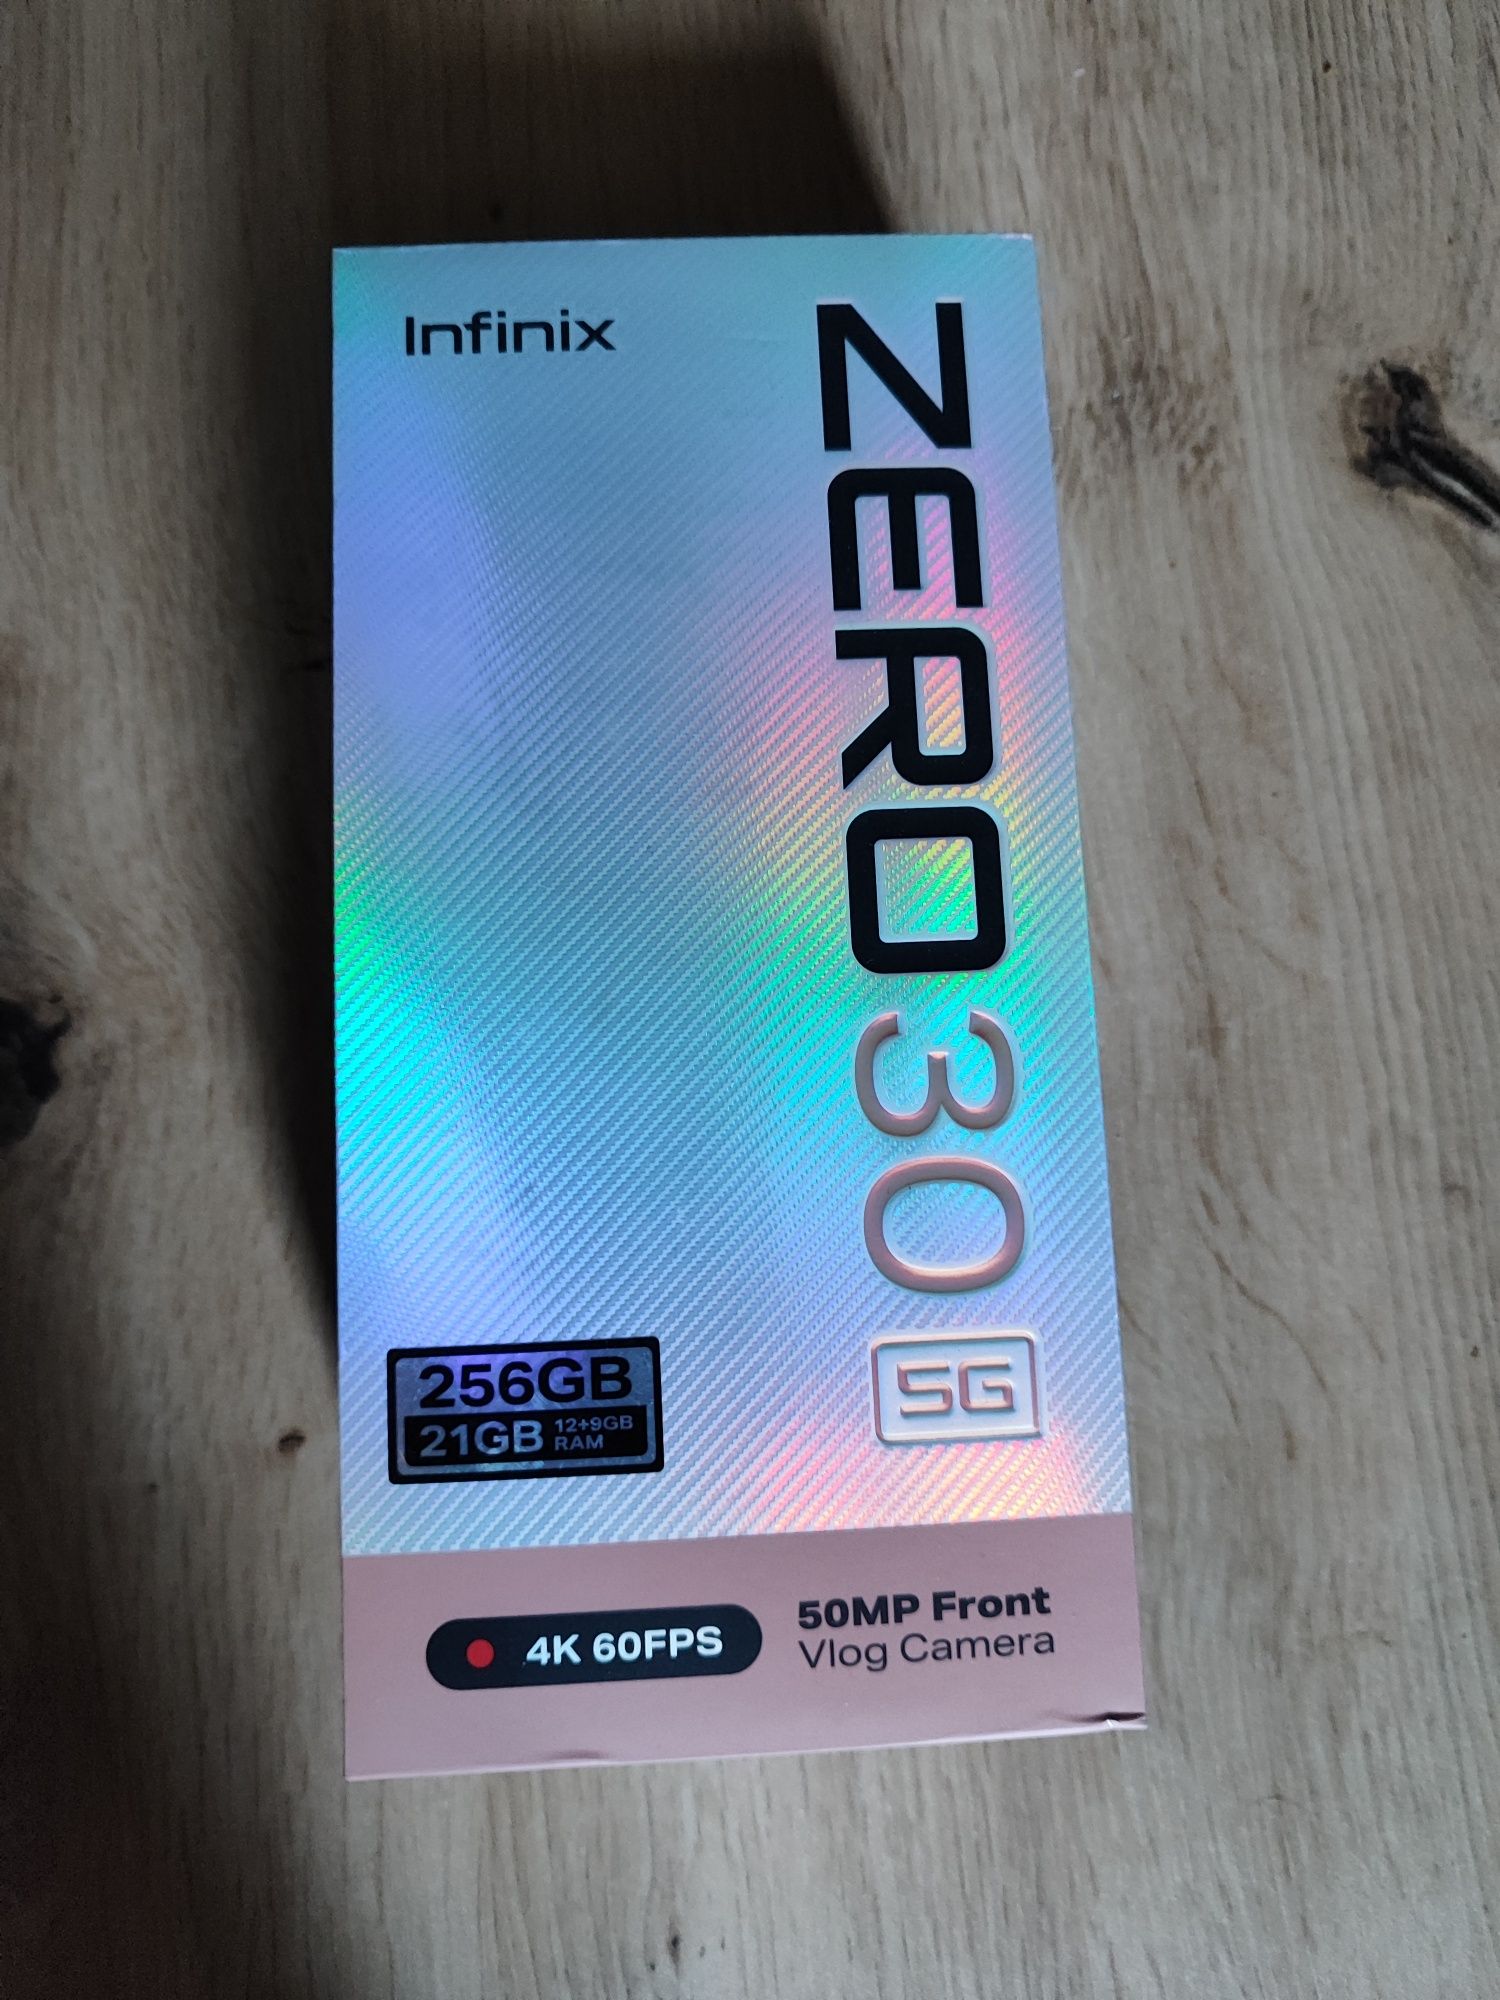 Infinix
ZERO 30 5G
256GB
21GB 12+9GB
RAM
4K 60FPS
50MP Front
Vlog Camera